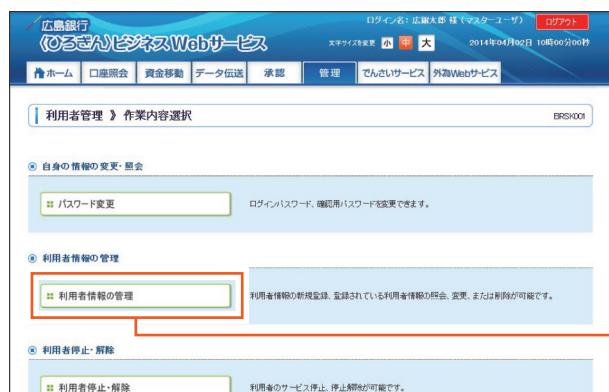 広島銀行
〈ひろぎん〉ビジネスWebサービス
ログイン名：広銀太郎 様 (マスターユーザ)
ログアウト
文字サイズを変更 小 中 大
2014年04月02日 10時00分00秒
ホーム 口座照会 資金移動 データ伝送 承認 管理 でんさいサービス 外為Webサービス
利用者管理 》 作業内容選択
BRSK001
自身の情報の変更・照会
パスワード変更
ログインパスワード、確認用パスワードを変更できます。
利用者情報の管理
利用者情報の管理
利用者情報の新規登録、登録されている利用者情報の照会、変更、または削除が可能です。
利用者停止・解除
利用者停止・解除
利用者のサービス停止、停止解除が可能です。